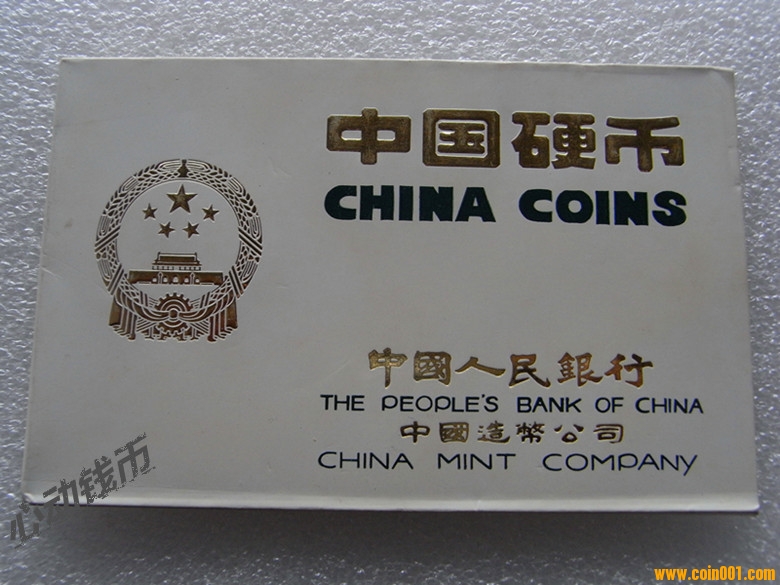 中国硬币
CHINA COINS
中國人民銀行
THE PEOPLE'S BANK OF CHINA
中國造幣公司
CHINA MINT COMPANY
心动钱币
www.coin001.com